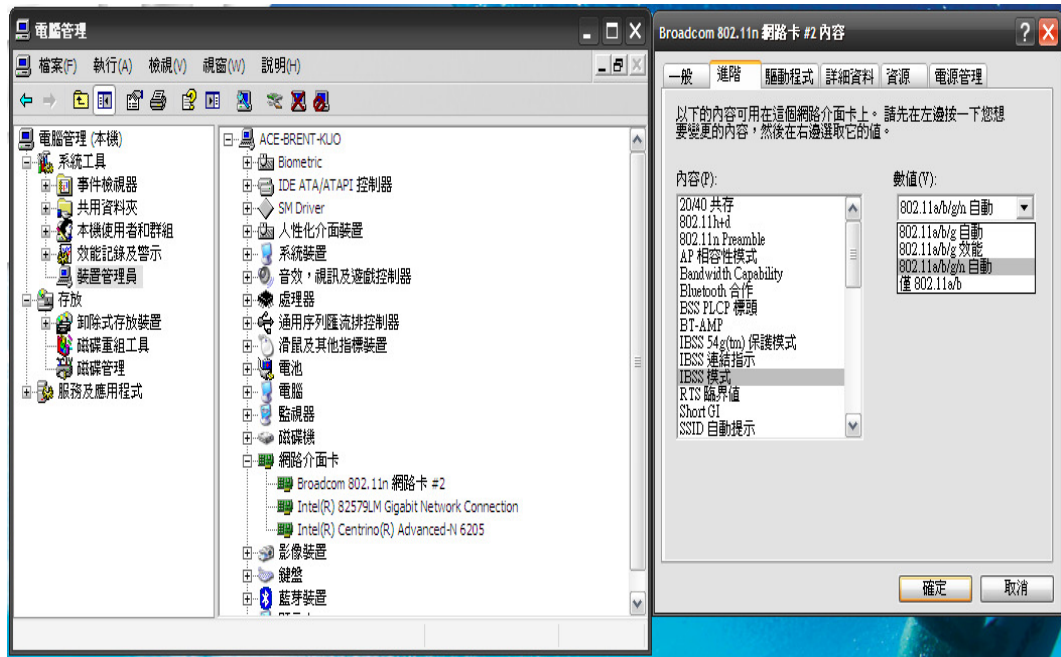 電腦管理
檔案(F) 執行(A) 檢視(V) 視窗(W) 說明(H)
電腦管理 (本機)
系統工具
事件檢視器
共用資料夾
本機使用者和群組
效能記錄及警示
裝置管理員
存放
卸除式存放裝置
磁碟重組工具
磁碟管理
服務及應用程式
ACE-BRENT-KUO
Biometric
IDE ATA/ATAPI 控制器
SM Driver
人性化介面裝置
系統裝置
音效，視訊及遊戲控制器
處理器
通用序列匯流排控制器
滑鼠及其他指標裝置
電池
電腦
監視器
磁碟機
網路介面卡
Broadcom 802.11n 網路卡 #2
Intel(R) 82579LM Gigabit Network Connection
Intel(R) Centrino(R) Advanced-N 6205
影像裝置
鍵盤
藍芽裝置
Broadcom 802.11n 網路卡 #2 內容
一般 進階 驅動程式 詳細資料 資源 電源管理
以下的內容可用在這個網路介面卡上。請先在左邊按一下您想
要變更的內容，然後在右邊選取它的值。
內容(P):
20/40 共存
802.11h+d
802.11n Preamble
AP 相容性模式
Bandwidth Capability
Bluetooth 合作
BSS PLCP 標頭
BT-AMP
IBSS 54g(tm) 保護模式
IBSS 連結指示
IBSS 模式
RTS 臨界值
Short GI
SSID 自動提示
數值(V):
802.11a/b/g/n 自動
802.11a/b/g 自動
802.11a/b/g 效能
802.11a/b/g/n 自動
僅 802.11a/b
確定 取消